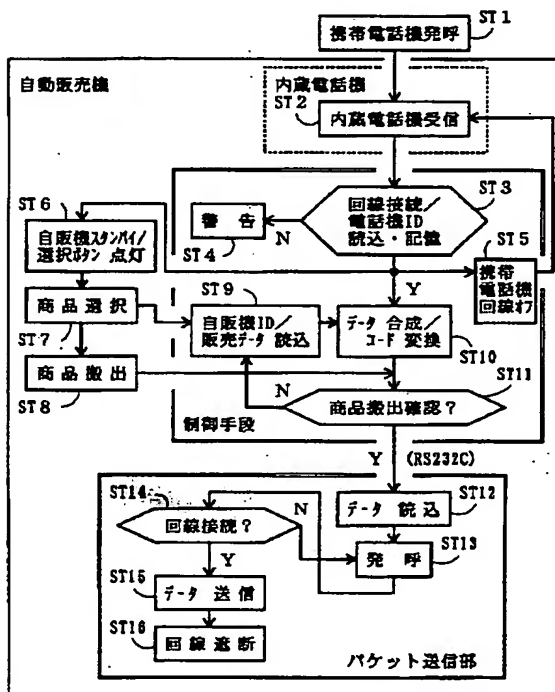 ST1
携帯電話機発呼
自動販売機
内蔵電話機
ST2
内蔵電話機受信
ST3
回線接続/
電話機ID
読込・記憶
N
警告
ST4
ST5
携帯
電話機
回線オフ
ST6
自販機スタンバイ/
選択ボタン 点灯
Y
商品選択
ST7
ST9
自販機ID/
販売データ 読込
データ 合成/
コード 変換
ST10
商品搬出
ST8
N
ST11
商品搬出確認?
制御手段
Y (RS232C)
ST12
データ 読込
ST14
回線接続?
N
発呼
ST13
Y
ST15
データ 送信
ST16
回線遮断
パケット送信部